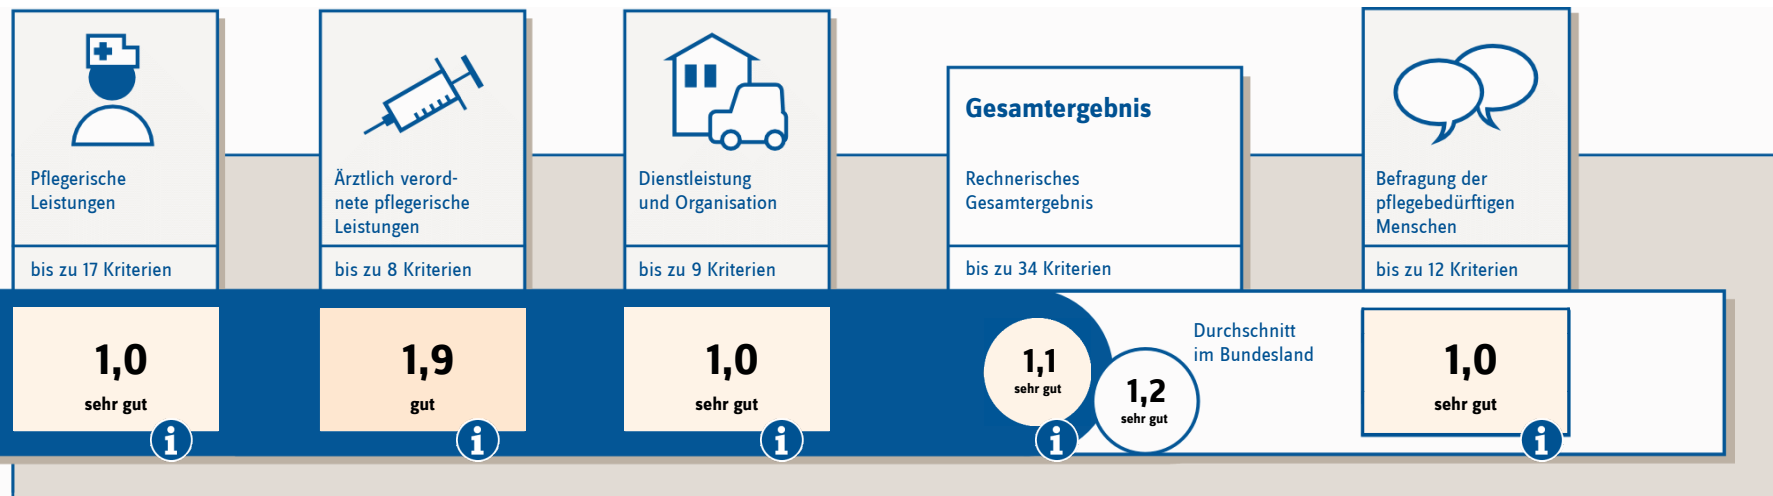 Pflegerische
Leistungen
bis zu 17 Kriterien
1,0
sehr gut
i
Ärztlich verord-
nete pflegerische
Leistungen
bis zu 8 Kriterien
1,9
gut
i
Dienstleistung
und Organisation
bis zu 9 Kriterien
1,0
sehr gut
i
Gesamtergebnis
Rechnerisches
Gesamtergebnis
bis zu 34 Kriterien
1,1
sehr gut
i
1,2
sehr gut
Durchschnitt
im Bundesland
Befragung der
pflegebedürftigen
Menschen
bis zu 12 Kriterien
1,0
sehr gut
i